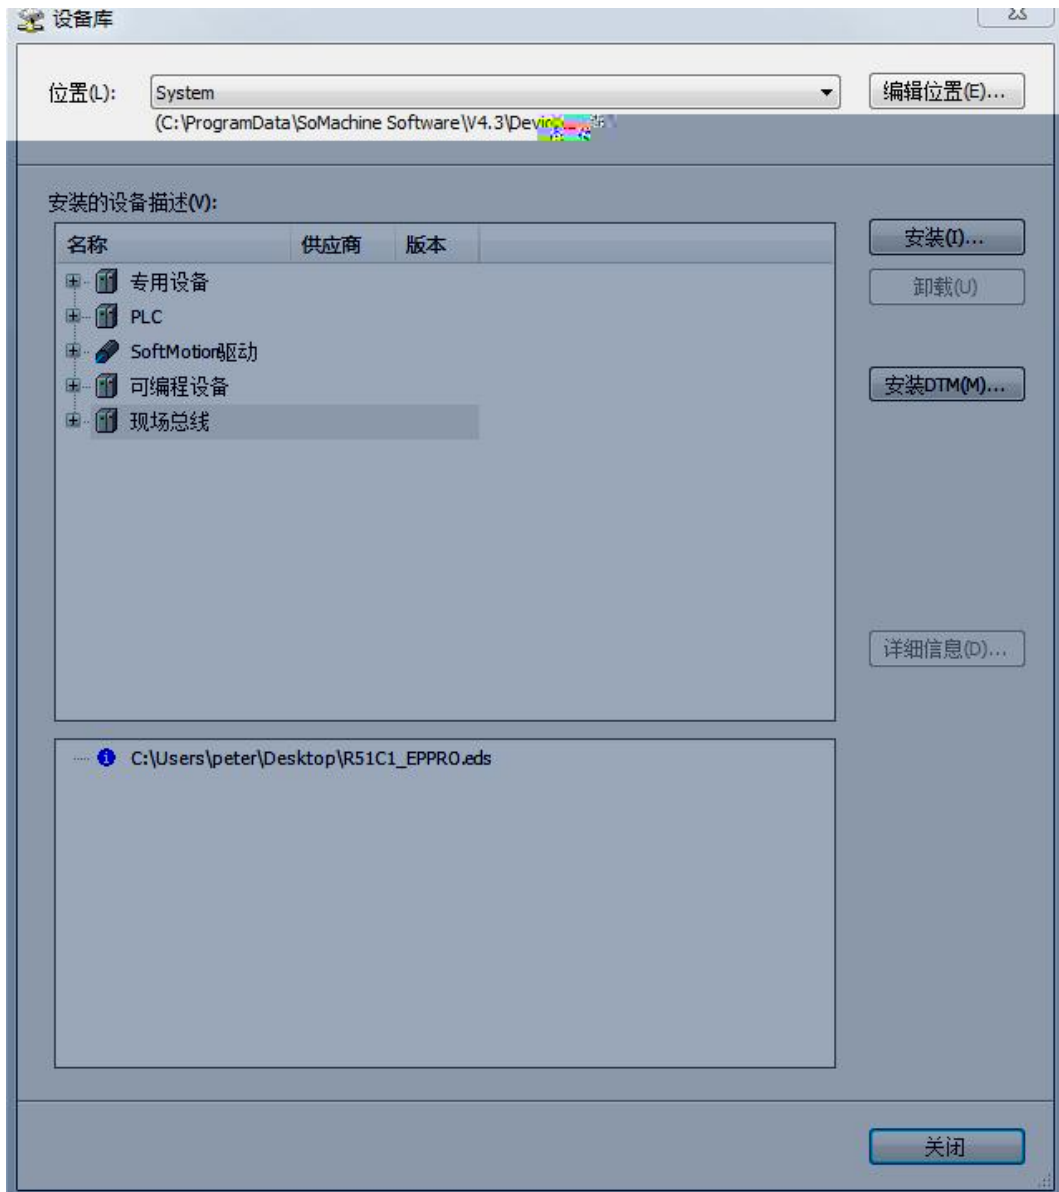 设备库
位置(L):
System
编辑位置(E)...
(C:\ProgramData\SoMachine Software\V4.3\
安装的设备描述(V):
名称 供应商 版本
安装(I)...
专用设备
卸载(U)
PLC
SoftMotion驱动
可编程设备
安装DTM(M)...
现场总线
详细信息(D)...
C:\Users\peter\Desktop\R51C1_EPPRO.eds
关闭